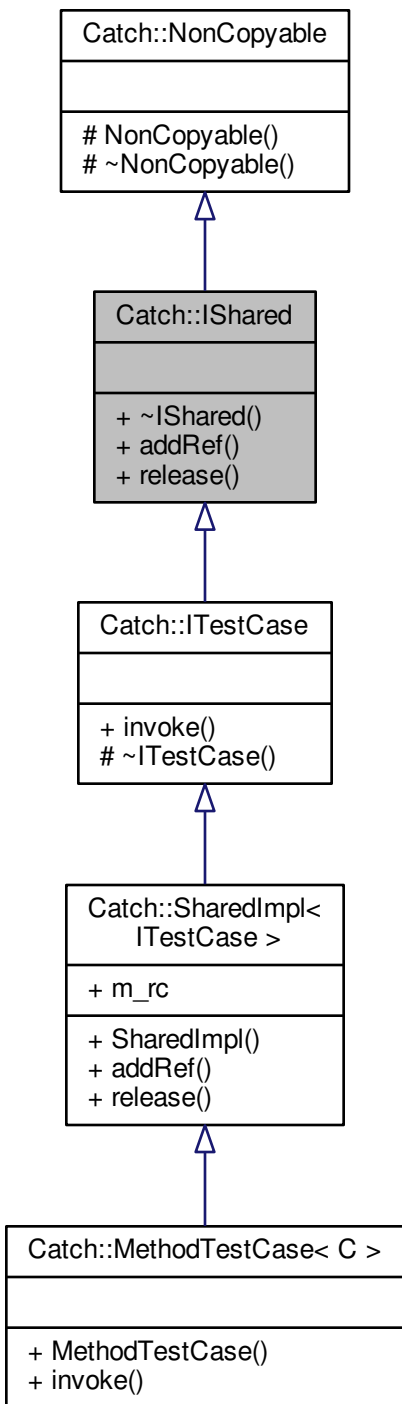 Catch::NonCopyable
# NonCopyable()
# ~NonCopyable()
Catch::IShared
+ ~IShared()
+ addRef()
+ release()
Catch::ITestCase
+ invoke()
# ~ITestCase()
Catch::SharedImpl<
ITestCase >
+ m_rc
+ SharedImpl()
+ addRef()
+ release()
Catch::MethodTestCase< C >
+ MethodTestCase()
+ invoke()